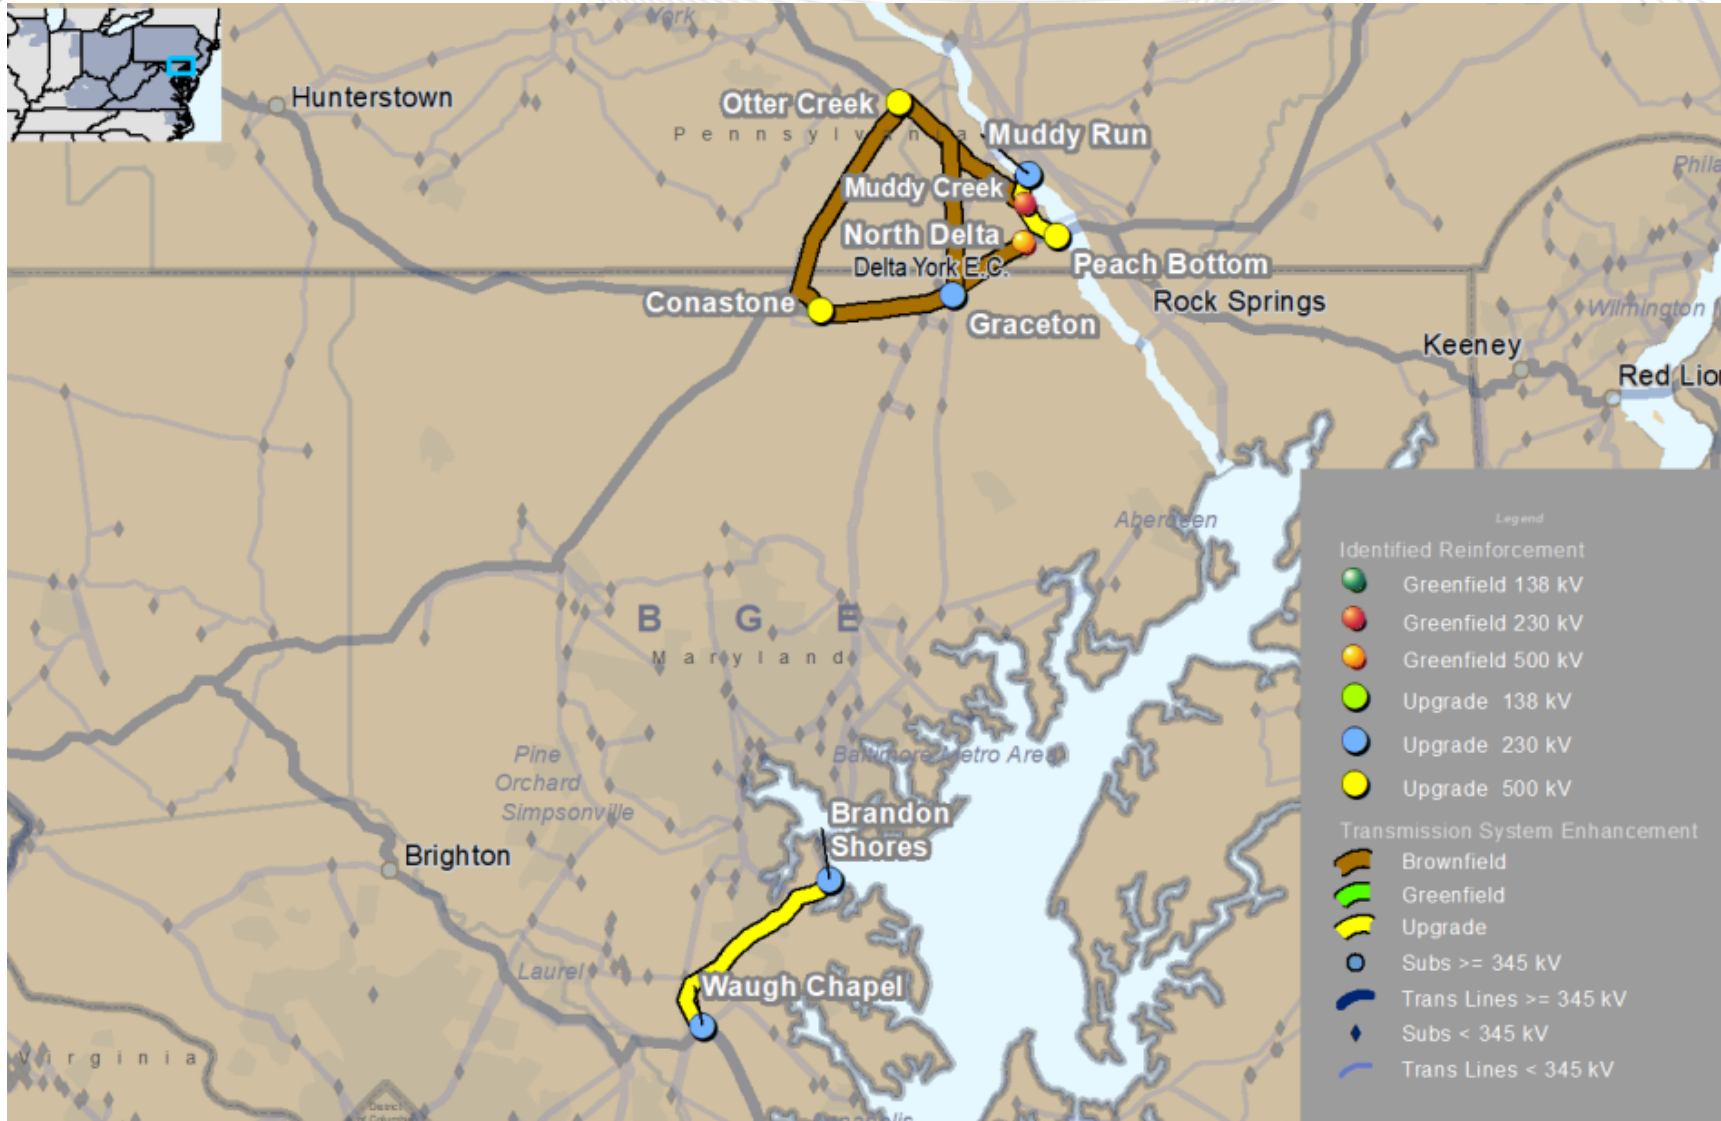 York
Hunterstown
Otter Creek
Pennsylvania
Muddy Run
Muddy Creek
North Delta
Delta York E.C.
Peach Bottom
Conastone
Graceton
Rock Springs
Wilmington
Keeney
Aberdeen
B G E
Maryland
Pine
Orchard
Simpsonville
Baltimore Metro Area
Brandon
Shores
Brighton
Laurel
Waugh Chapel
Virginia
District
Legend
Identified Reinforcement
Greenfield 138 kV
Greenfield 230 kV
Greenfield 500 kV
Upgrade 138 kV
Upgrade 230 kV
Upgrade 500 kV
Transmission System Enhancement
Brownfield
Greenfield
Upgrade
Subs >= 345 kV
Trans Lines >= 345 kV
Subs < 345 kV
Trans Lines < 345 kV